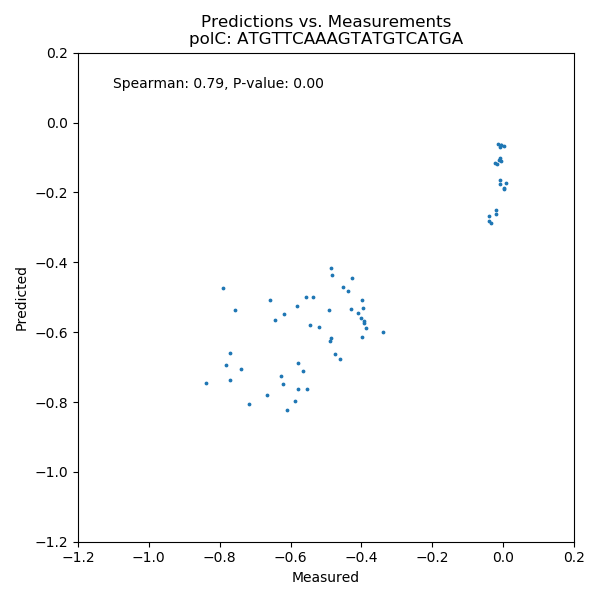 Predictions vs. Measurements
polC: ATGTTCAAAGTATGTCATGA
Spearman: 0.79, P-value: 0.00
0.2
0.0
−0.2
−0.4
−0.6
−0.8
−1.0
−1.2
Predicted
−1.2 −1.0 −0.8 −0.6 −0.4 −0.2 0.0 0.2
Measured